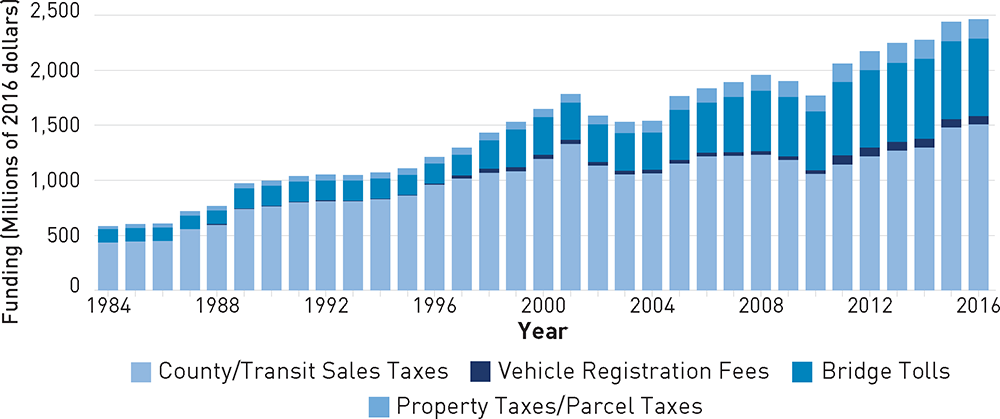 Funding (Millions of 2016 dollars)
2,500
2,000
1,500
1,000
500
0
1984 1988 1992 1996 2000 2004 2008 2012 2016
Year
County/Transit Sales Taxes Vehicle Registration Fees Bridge Tolls
Property Taxes/Parcel Taxes